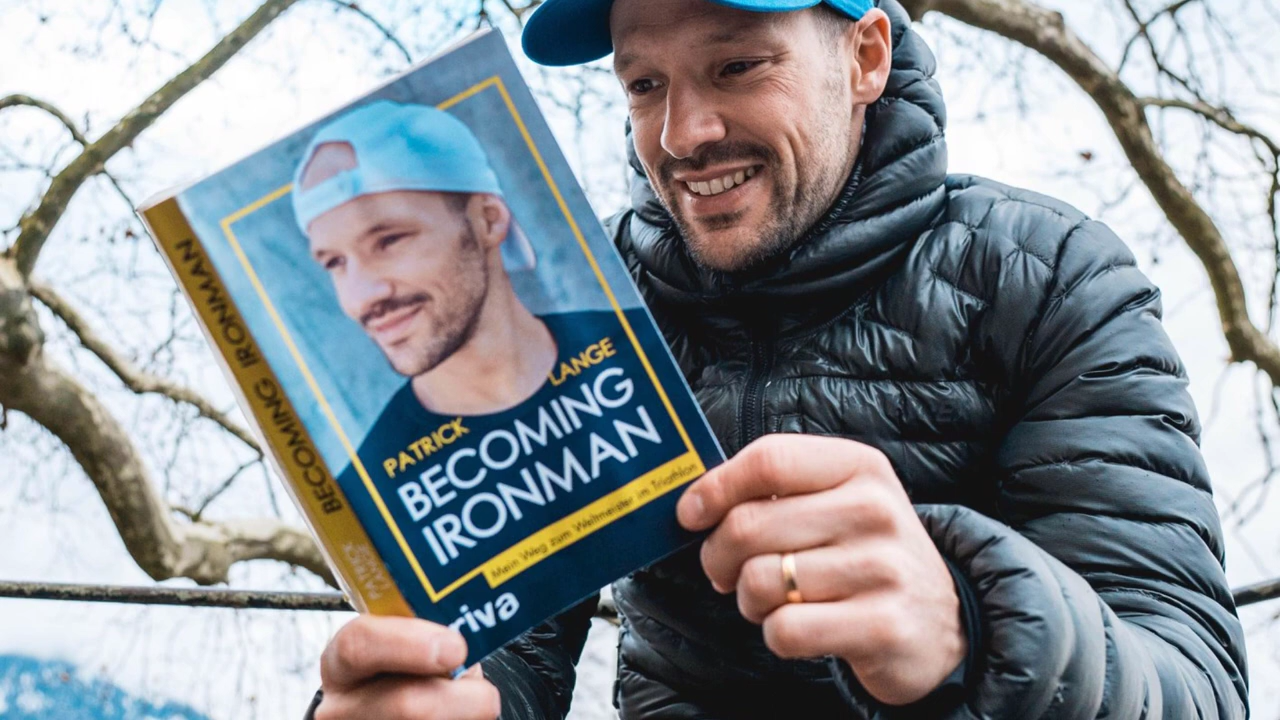 BECOMING IRONMAN
PATRICK
LANGE
BECOMING
IRONMAN
Mein Weg zum Weltmeister im Triathlon
riva